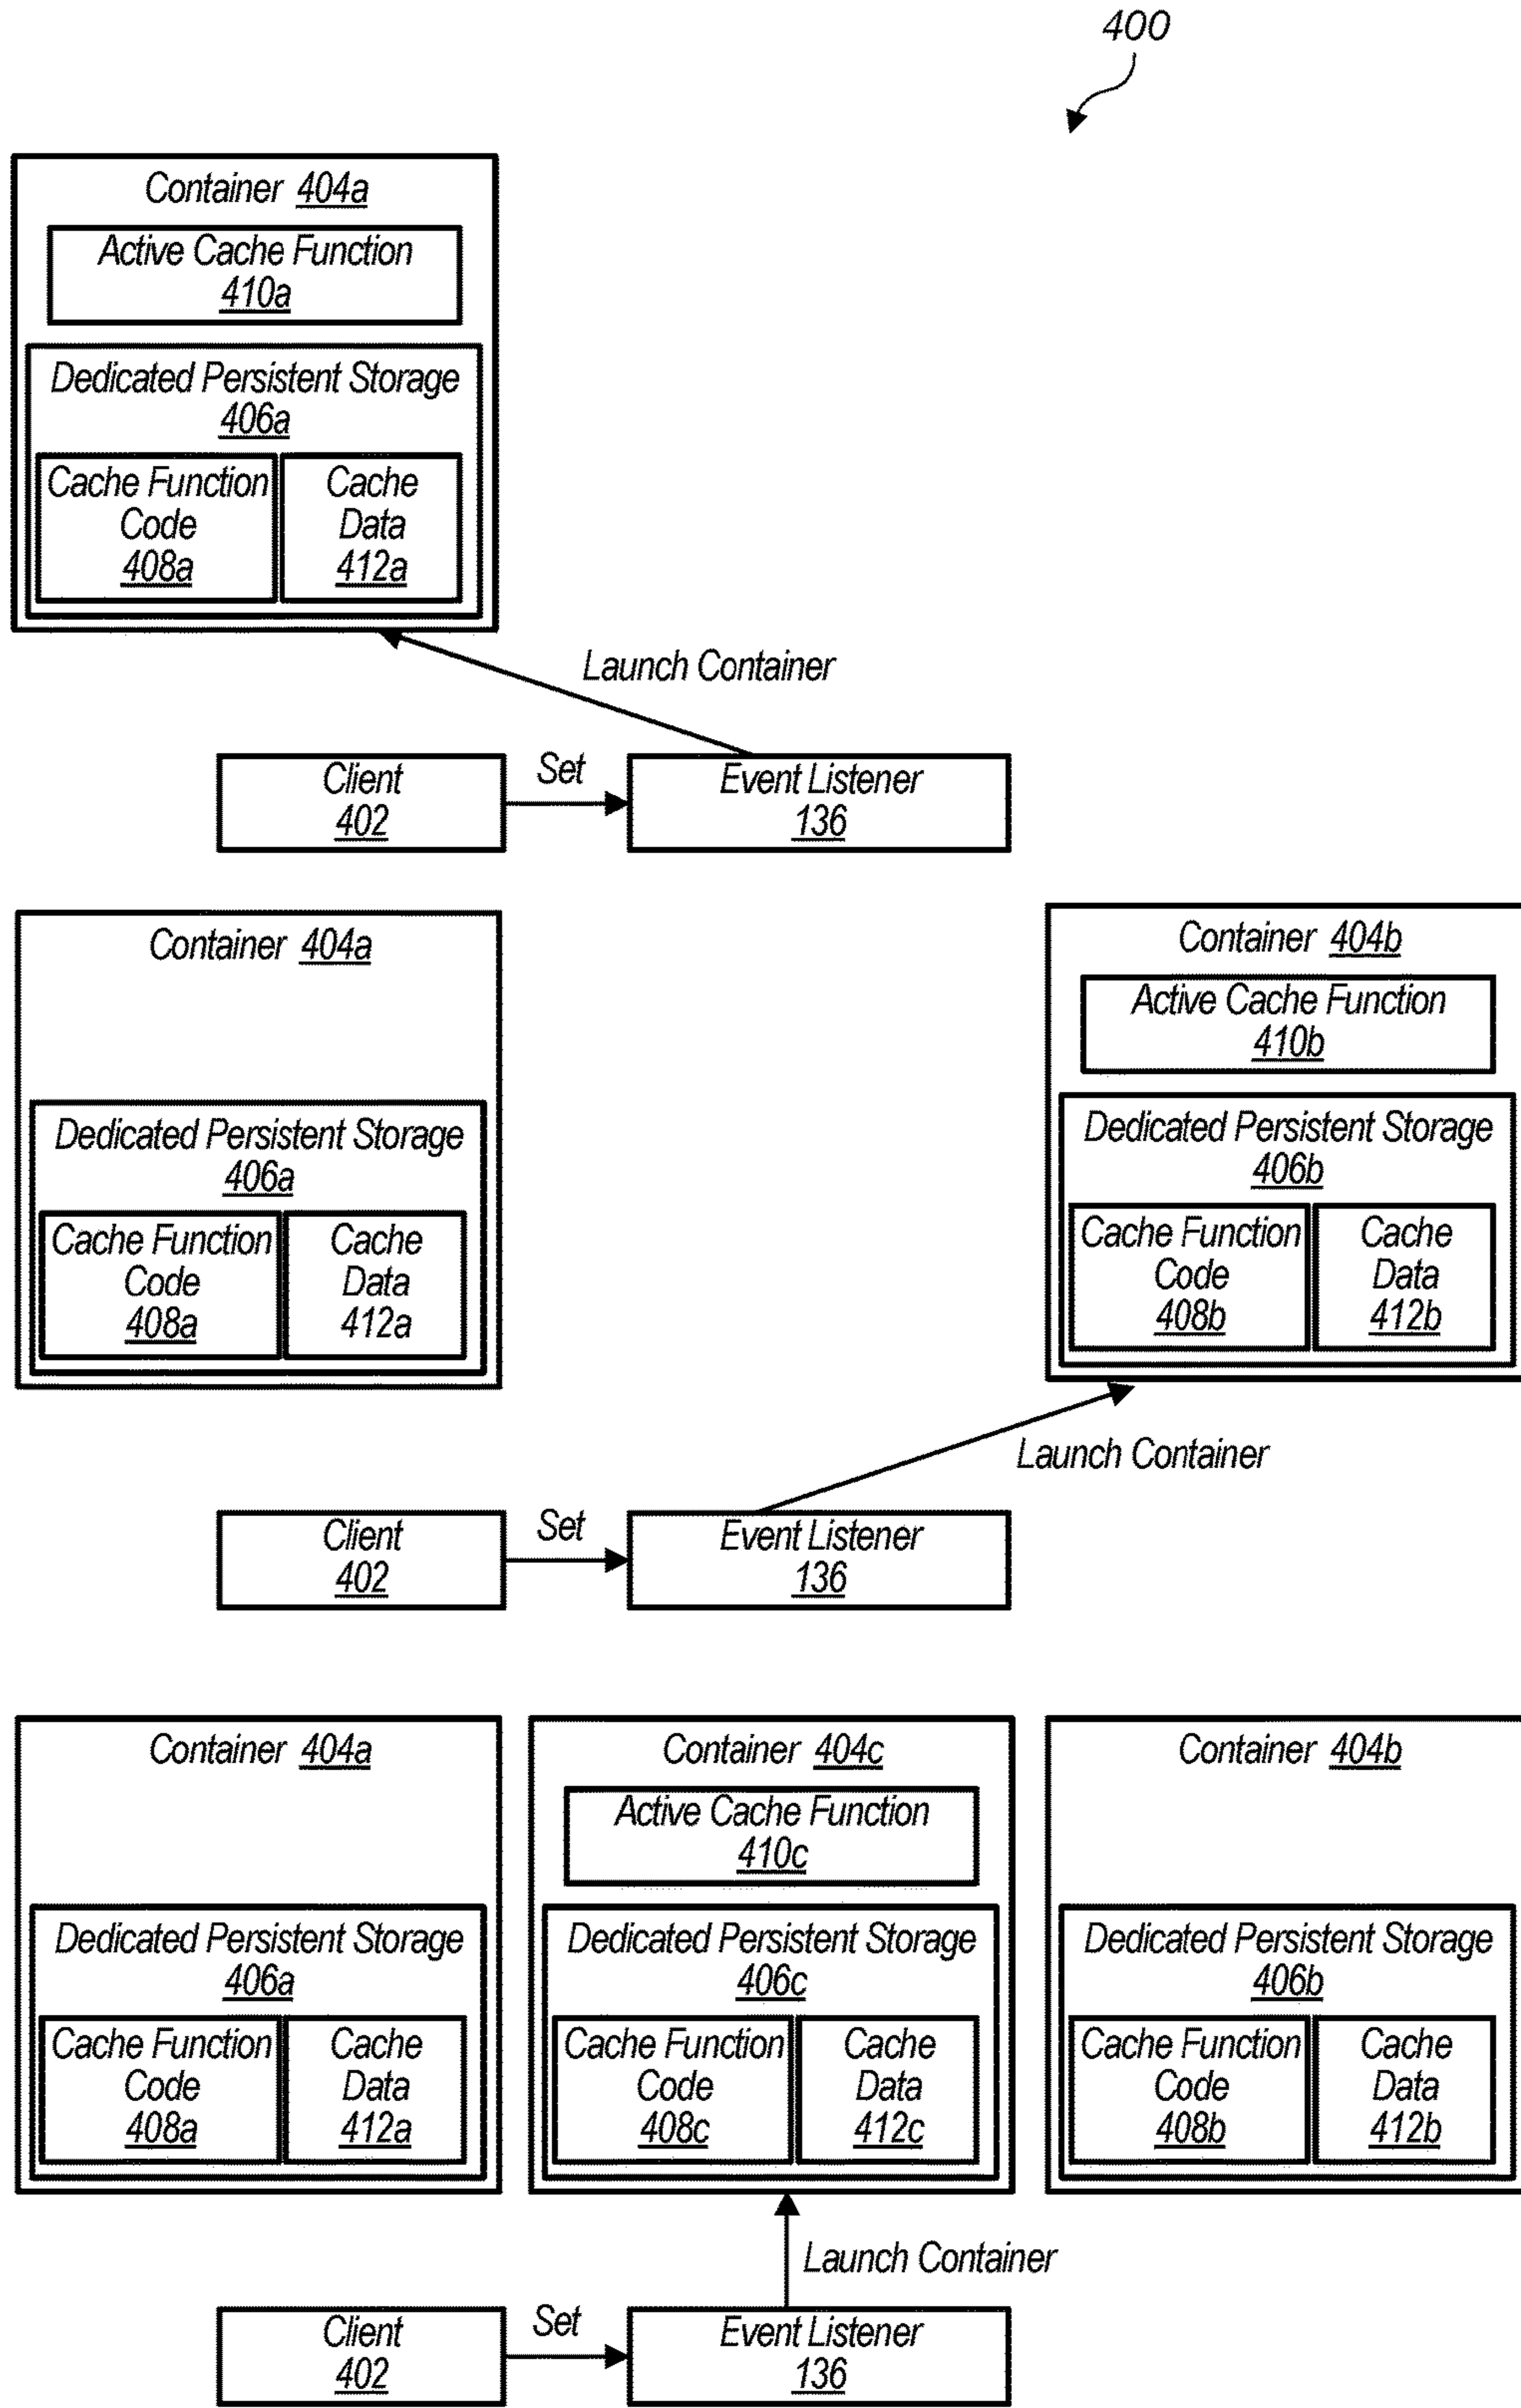 400
Container 404a
Active Cache Function
410a
Dedicated Persistent Storage
406a
Cache Function
Code
408a
Cache
Data
412a
Launch Container
Client
402
Set
Event Listener
136
Container 404a
Dedicated Persistent Storage
406a
Cache Function
Code
408a
Cache
Data
412a
Container 404b
Active Cache Function
410b
Dedicated Persistent Storage
406b
Cache Function
Code
408b
Cache
Data
412b
Launch Container
Client
402
Set
Event Listener
136
Container 404a
Dedicated Persistent Storage
406a
Cache Function
Code
408a
Cache
Data
412a
Container 404c
Active Cache Function
410c
Dedicated Persistent Storage
406c
Cache Function
Code
408c
Cache
Data
412c
Container 404b
Dedicated Persistent Storage
406b
Cache Function
Code
408b
Cache
Data
412b
Launch Container
Client
402
Set
Event Listener
136